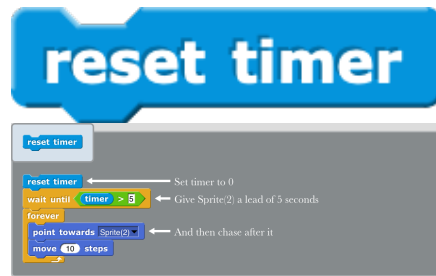 reset timer
reset timer
reset timer Set timer to 0
wait until timer > 5 Give Sprite(2) a lead of 5 seconds
forever
point towards Sprite(2) And then chase after it
move 10 steps